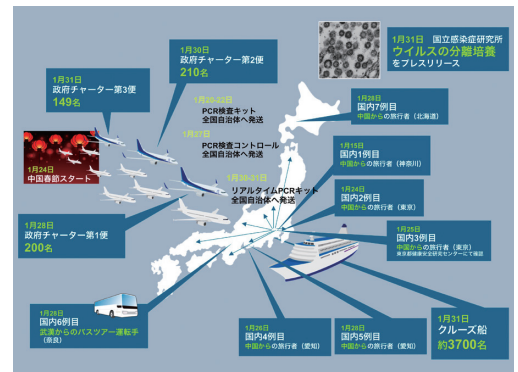 1月31日　国立感染症研究所
ウイルスの分離培養
をプレスリリース
1月30日
政府チャーター第2便
210名
1月31日
政府チャーター第3便
149名
PCR検査キット
全国自治体へ発送
1月27日
PCR検査コントロール
全国自治体へ発送
1月30-31日
リアルタイムPCRキット
全国自治体へ発送
1月24日
中国春節スタート
1月28日
政府チャーター第1便
200名
1月28日
国内7例目
中国からの旅行者（北海道）
1月15日
国内1例目
中国からの旅行者（神奈川）
1月24日
国内2例目
中国からの旅行者（東京）
1月25日
国内3例目
中国からの旅行者（東京）
東京都健康安全研究センターにて確認
1月28日
国内6例目
武漢からのバスツアー運転手
（奈良）
1月26日
国内4例目
中国からの旅行者（愛知）
1月28日
国内5例目
中国からの旅行者（愛知）
1月31日
クルーズ船
約3700名